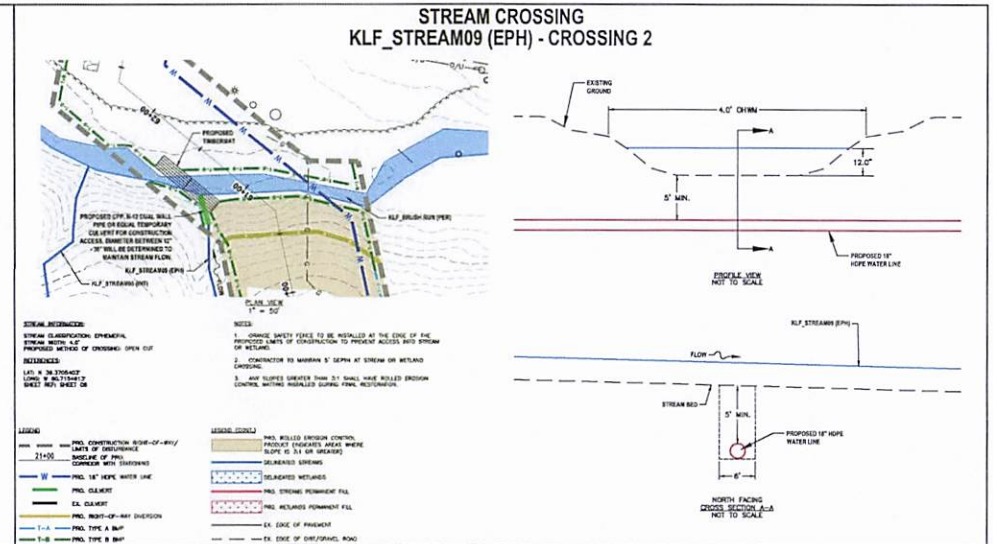 STREAM CROSSING
KLF_STREAM09 (EPH) - CROSSING 2
PROPOSED
TIMBERMAT
PROPOSED CPP, N-12 DUAL WALL
PIPE OR EQUAL TEMPORARY
CULVERT FOR CONSTRUCTION
ACCESS. DIAMETER BETWEEN 12"
- 36" WILL BE DETERMINED TO
MAINTAIN STREAM FLOW.
KLF_STREAM09 (EPH)
KLF_BRUSH RUN (PER)
PLAN VIEW
1" = 50'
EXISTING
GROUND
4.0' OHWM
A
12.0"
5' MIN.
A
PROPOSED 18"
HDPE WATER LINE
PROFILE VIEW
NOT TO SCALE
STREAM INFORMATION:
STREAM CLASSIFICATION: EPHEMERAL
STREAM WIDTH: 4.0'
PROPOSED METHOD OF CROSSING: OPEN CUT
REFERENCES:
SHEET REF: SHEET 08
NOTES:
1. ORANGE SAFETY FENCE TO BE INSTALLED AT THE EDGE OF THE
PROPOSED LIMITS OF CONSTRUCTION TO PREVENT ACCESS INTO STREAM
OR WETLAND.
2. CONTRACTOR TO MAINTAIN 5' DEPTH AT STREAM OR WETLAND
CROSSING.
3. ANY SLOPES GREATER THAN 3:1 SHALL HAVE ROLLED EROSION
CONTROL MATTING INSTALLED DURING FINAL RESTORATION.
KLF_STREAM09 (EPH)
FLOW
STREAM BED
5' MIN.
PROPOSED 18" HDPE
WATER LINE
6'
NORTH FACING
CROSS SECTION A-A
NOT TO SCALE
LEGEND
PRO. CONSTRUCTION RIGHT-OF-WAY/
LIMITS OF DISTURBANCE
21+00
BASELINE OF PRO.
CORRIDOR WITH STATIONING
W PRO. 18" HDPE WATER LINE
PRO. CULVERT
EX. CULVERT
PRO. RIGHT-OF-WAY DIVERSION
T-A PRO. TYPE A BMP
T-B PRO. TYPE B BMP
LEGEND (CONT.)
PRO. ROLLED EROSION CONTROL
PRODUCT (INDICATES AREAS WHERE
SLOPE IS 3:1 OR GREATER)
DELINEATED STREAMS
DELINEATED WETLANDS
PRO. STREAMS PERMANENT FILL
PRO. WETLANDS PERMANENT FILL
EX. EDGE OF PAVEMENT
EX. EDGE OF DIRT/GRAVEL ROAD